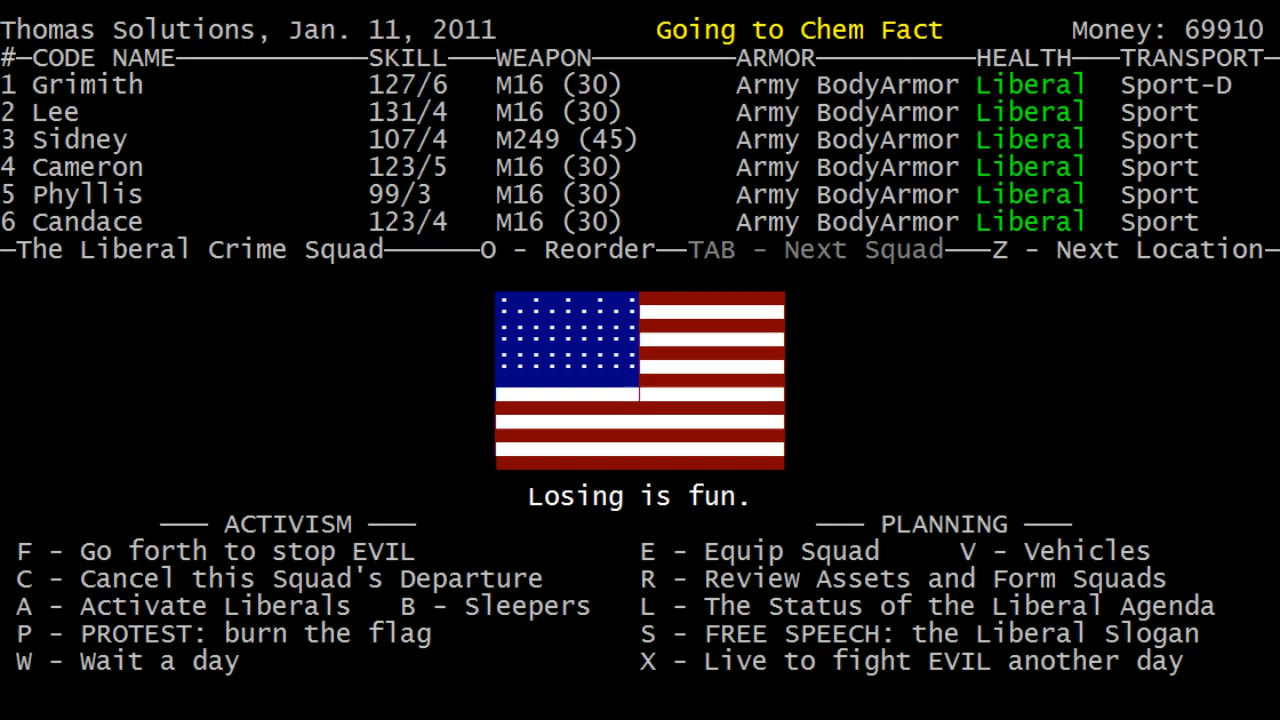 Thomas Solutions, Jan. 11, 2011 Going to Chem Fact Money: 69910
#—CODE NAME SKILL WEAPON ARMOR HEALTH TRANSPORT
1 Grimith 127/6 M16 (30) Army BodyArmor Liberal Sport-D
2 Lee 131/4 M16 (30) Army BodyArmor Liberal Sport
3 Sidney 107/4 M249 (45) Army BodyArmor Liberal Sport
4 Cameron 123/5 M16 (30) Army BodyArmor Liberal Sport
5 Phyllis 99/3 M16 (30) Army BodyArmor Liberal Sport
6 Candace 123/4 M16 (30) Army BodyArmor Liberal Sport
—The Liberal Crime Squad——O - Reorder—TAB - Next Squad——Z - Next Location—
Losing is fun.
—— ACTIVISM —— —— PLANNING ——
F - Go forth to stop EVIL E - Equip Squad V - Vehicles
C - Cancel this Squad's Departure R - Review Assets and Form Squads
A - Activate Liberals B - Sleepers L - The Status of the Liberal Agenda
P - PROTEST: burn the flag S - FREE SPEECH: the Liberal Slogan
W - Wait a day X - Live to fight EVIL another day